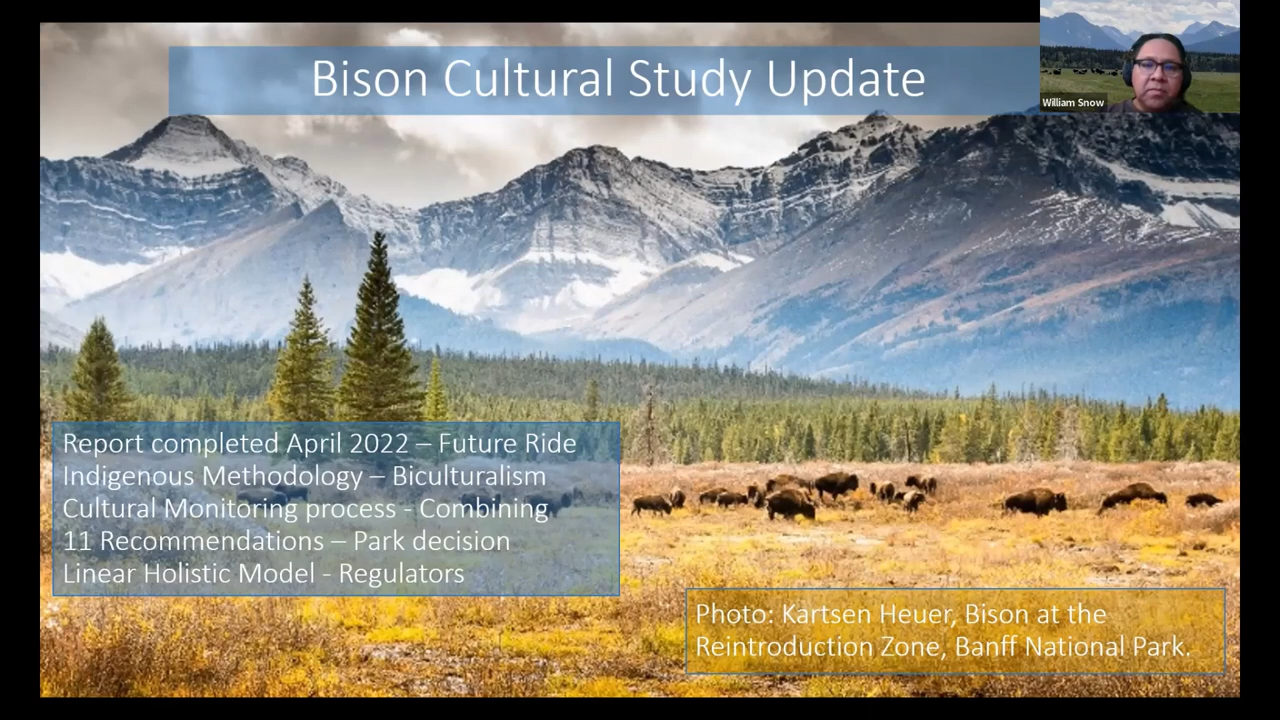 Bison Cultural Study Update
William Snow
Report completed April 2022 – Future Ride
Indigenous Methodology – Biculturalism
Cultural Monitoring process - Combining
11 Recommendations – Park decision
Linear Holistic Model - Regulators
Photo: Kartsen Heuer, Bison at the
Reintroduction Zone, Banff National Park.